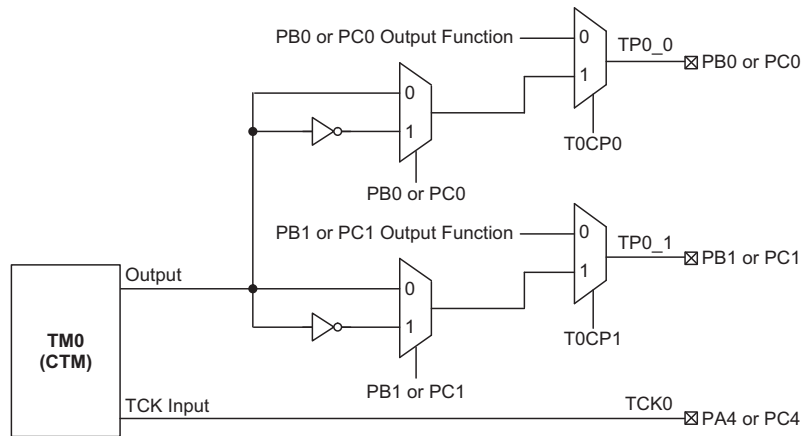 PB0 or PC0 Output Function
0
TP0_0
PB0 or PC0
1
0
1
T0CP0
PB0 or PC0
PB1 or PC1 Output Function
0
TP0_1
PB1 or PC1
1
Output
0
1
T0CP1
TM0
(CTM)
PB1 or PC1
TCK Input
TCK0
PA4 or PC4